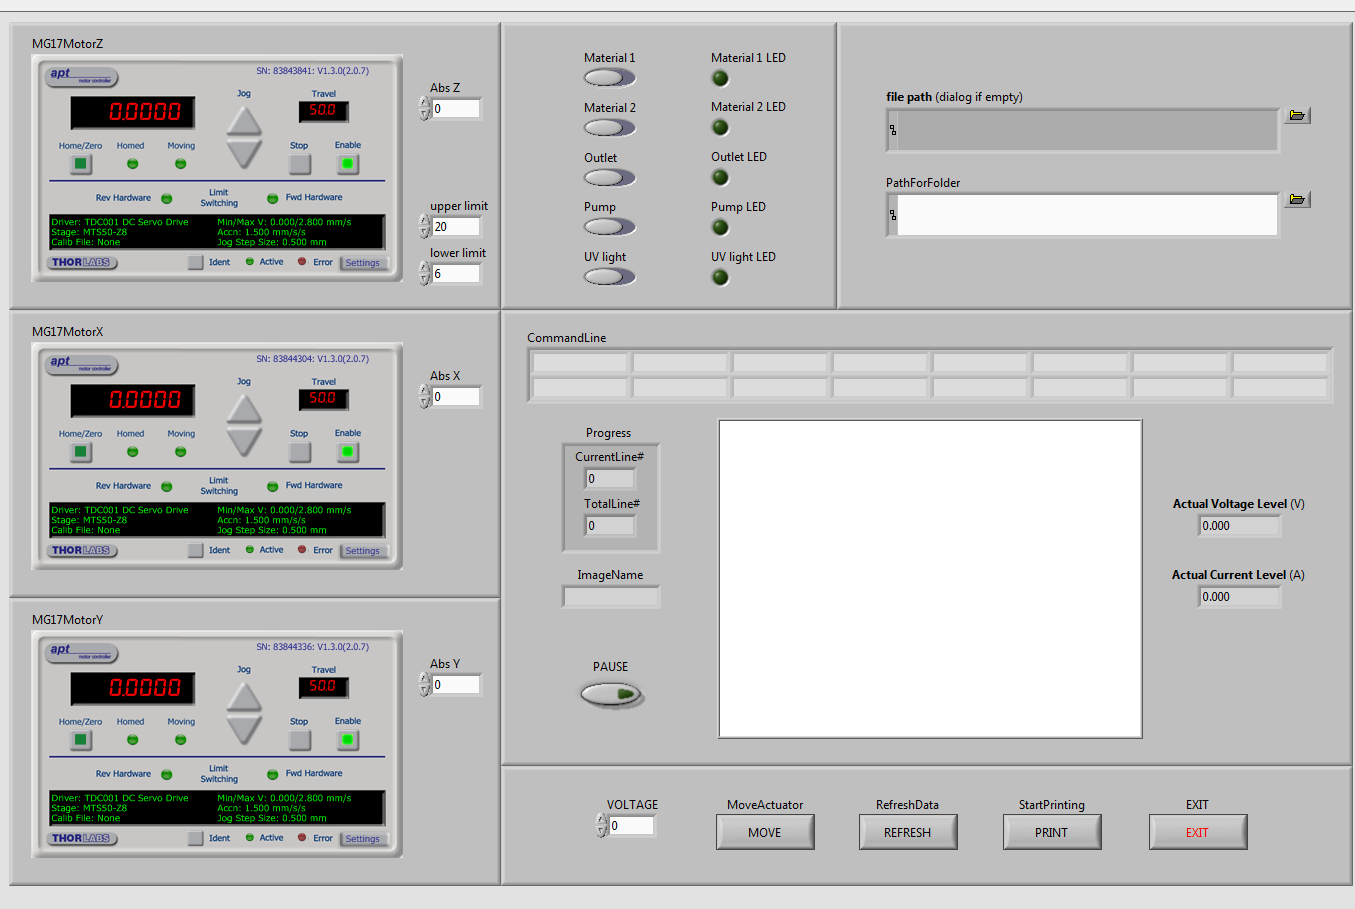 MG17MotorZ
apt
motor controller
SN: 83843841: V1.3.0(2.0.7)
0.0000
Jog
Travel
50.0
Home/Zero Homed Moving
Stop Enable
Rev Hardware Limit Switching Fwd Hardware
Driver: TDC001 DC Servo Drive Min/Max V: 0.000/2.800 mm/s
Stage: MTS50-Z8 Accn: 1.500 mm/s/s
Calib File: None Jog Step Size: 0.500 mm
THORLABS Ident Active Error Settings
Abs Z
0
upper limit
20
lower limit
6
Material 1 Material 1 LED
Material 2 Material 2 LED
Outlet Outlet LED
Pump Pump LED
UV light UV light LED
file path (dialog if empty)
PathForFolder
MG17MotorX
apt
motor controller
SN: 83844304: V1.3.0(2.0.7)
0.0000
Jog
Travel
50.0
Home/Zero Homed Moving
Stop Enable
Rev Hardware Limit Switching Fwd Hardware
Driver: TDC001 DC Servo Drive Min/Max V: 0.000/2.800 mm/s
Stage: MTS50-Z8 Accn: 1.500 mm/s/s
Calib File: None Jog Step Size: 0.500 mm
THORLABS Ident Active Error Settings
Abs X
0
MG17MotorY
apt
motor controller
SN: 83844336: V1.3.0(2.0.7)
0.0000
Jog
Travel
50.0
Home/Zero Homed Moving
Stop Enable
Rev Hardware Limit Switching Fwd Hardware
Driver: TDC001 DC Servo Drive Min/Max V: 0.000/2.800 mm/s
Stage: MTS50-Z8 Accn: 1.500 mm/s/s
Calib File: None Jog Step Size: 0.500 mm
THORLABS Ident Active Error Settings
Abs Y
0
CommandLine
Progress
CurrentLine#
0
TotalLine#
0
ImageName
PAUSE
Actual Voltage Level (V)
0.000
Actual Current Level (A)
0.000
VOLTAGE
0
MoveActuator RefreshData StartPrinting EXIT
MOVE REFRESH PRINT EXIT